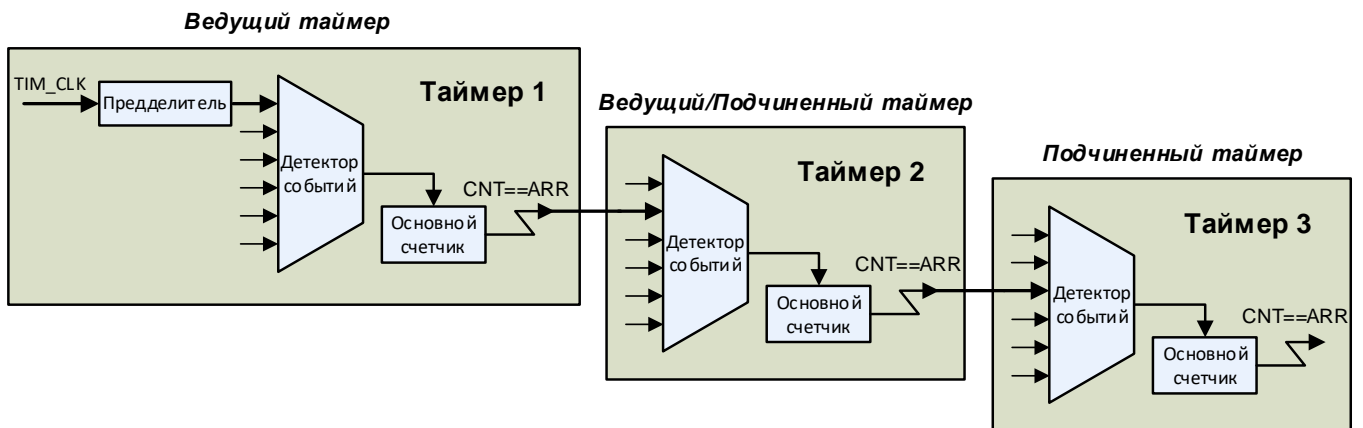 Ведущий таймер
TIM_CLK
Предделитель
Таймер 1
Детектор
событий
CNT==ARR
Основной
счетчик
Ведущий/Подчиненный таймер
Таймер 2
Детектор
событий
CNT==ARR
Основной
счетчик
Подчиненный таймер
Таймер 3
Детектор
событий
CNT==ARR
Основной
счетчик